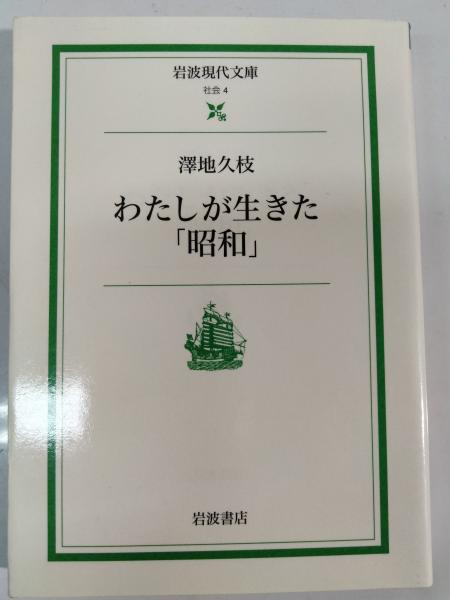 岩波現代文庫
社会 4
澤地久枝
わたしが生きた
「昭和」
岩波書店